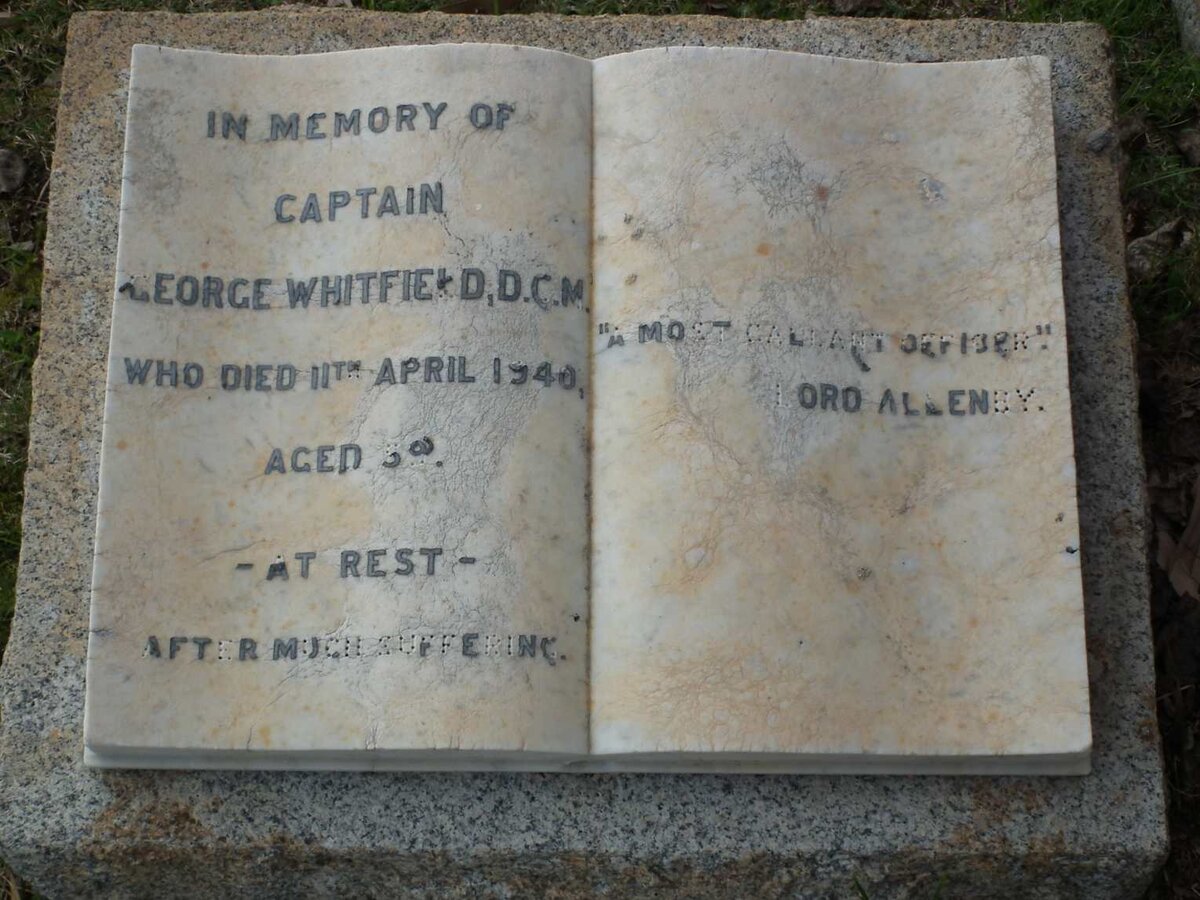 IN MEMORY OF
CAPTAIN
GEORGE WHITFIELD, D.C.M.
WHO DIED 11TH APRIL 1940,
AGED
- AT REST -
AFTER MUCH SUFFERING.
"A MOST GALLANT OFFICER".
LORD ALLENBY.